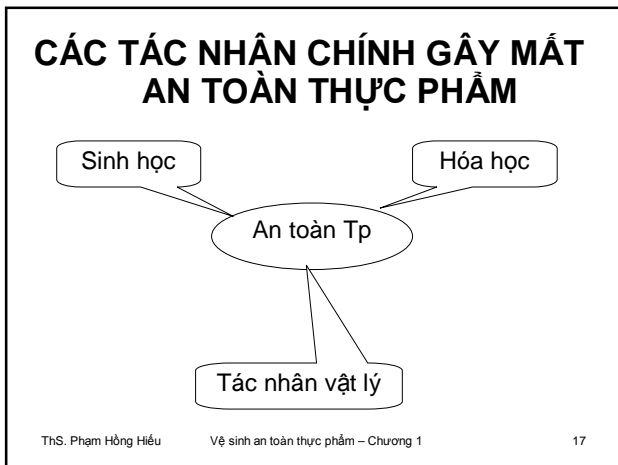 CÁC TÁC NHÂN CHÍNH GÂY MẤT
AN TOÀN THỰC PHẨM
Sinh học
Hóa học
An toàn Tp
Tác nhân vật lý
ThS. Phạm Hồng Hiếu Vệ sinh an toàn thực phẩm – Chương 1 17